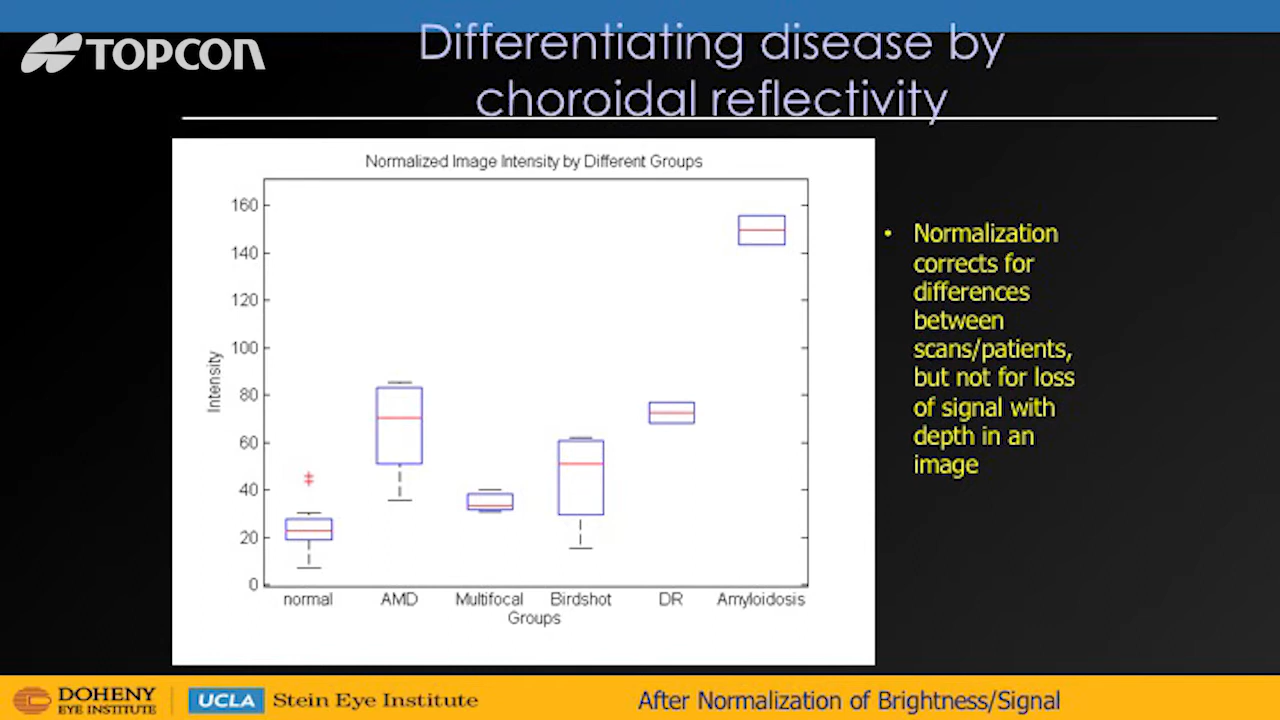 TOPCON
Differentiating disease by
choroidal reflectivity
Normalized Image Intensity by Different Groups
160
140
120
100
80
60
40
20
0
Intensity
normal AMD Multifocal Birdshot DR Amyloidosis
Groups
• Normalization
corrects for
differences
between
scans/patients,
but not for loss
of signal with
depth in an
image
DOHENY
EYE INSTITUTE
UCLA Stein Eye Institute
After Normalization of Brightness/Signal